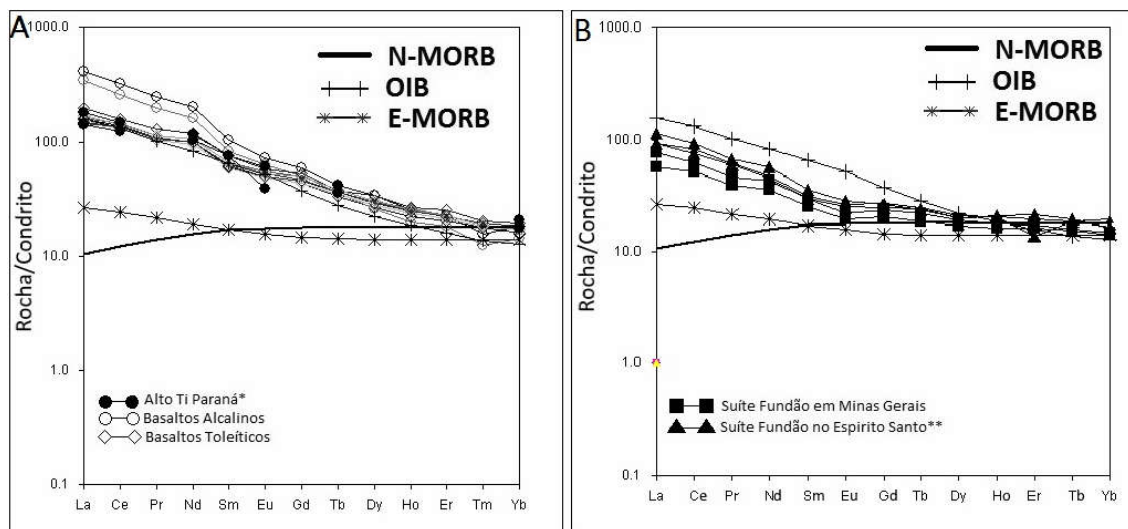 A
1000.0
100.0
10.0
1.0
0.1
Rocha/Condrito
N-MORB
OIB
E-MORB
Alto Ti Paraná*
Basaltos Alcalinos
Basaltos Toleíticos
La Ce Pr Nd Sm Eu Gd Tb Dy Ho Er Tm Yb
B
1000.0
100.0
10.0
1.0
0.1
Rocha/Condrito
N-MORB
OIB
E-MORB
Suíte Fundão em Minas Gerais
Suíte Fundão no Espirito Santo**
La Ce Pr Nd Sm Eu Gd Tb Dy Ho Er Tb Yb